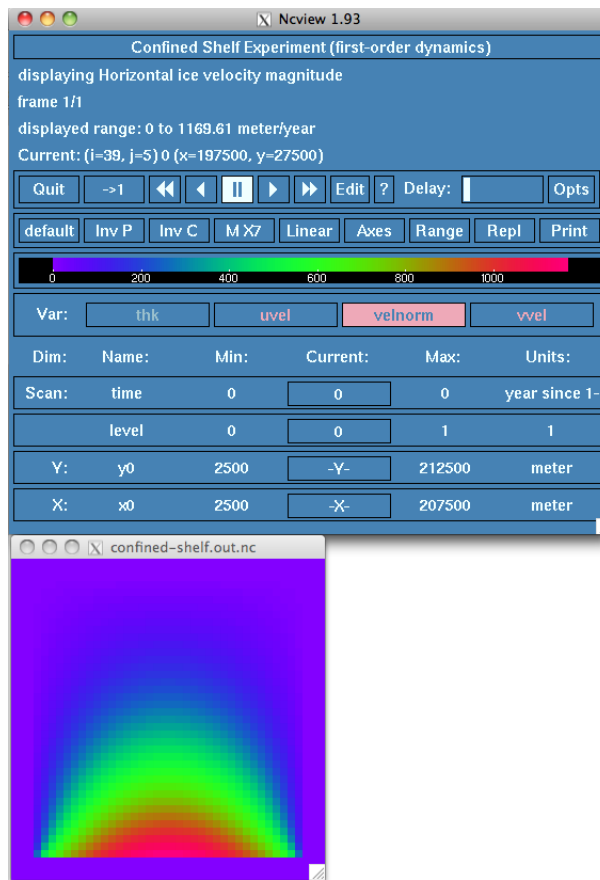 X Ncview 1.93
Confined Shelf Experiment (first-order dynamics)
displaying Horizontal ice velocity magnitude
frame 1/1
displayed range: 0 to 1169.61 meter/year
Current: (i=39, j=5) 0 (x=197500, y=27500)
Quit ->1 Edit ? Delay: Opts
default Inv P Inv C M X7 Linear Axes Range Repl Print
0 200 400 600 800 1000
Var: thk uvel velnorm vvel
Dim: Name: Min: Current: Max: Units:
Scan: time 0 0 0 year since 1-
level 0 0 1 1
Y: y0 2500 -Y- 212500 meter
X: x0 2500 -X- 207500 meter
X confined-shelf.out.nc